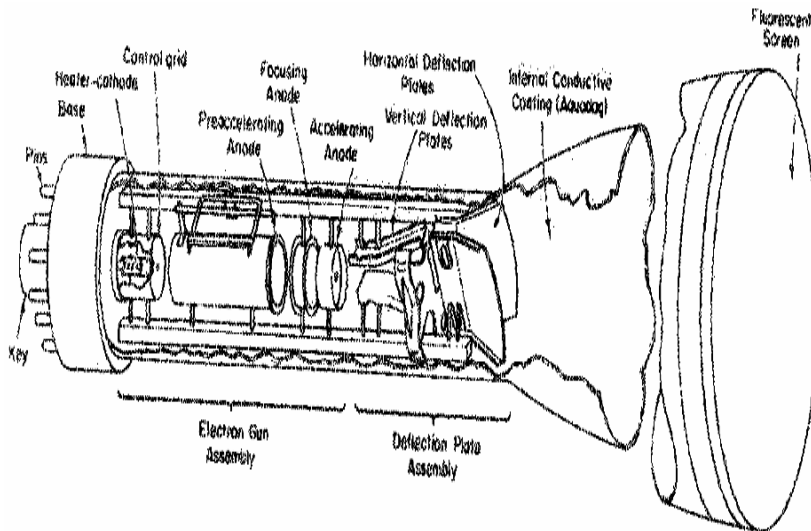 Fluorescent
Screen
Control grid
Heater-cathode
Base
Pins
Focusing
Anode
Preaccelerating
Anode
Accelerating
Anode
Horizontal Deflection
Plates
Vertical Deflection
Plates
Internal Conductive
Coating (Aquadag)
Key
Electron Gun
Assembly
Deflection Plate
Assembly